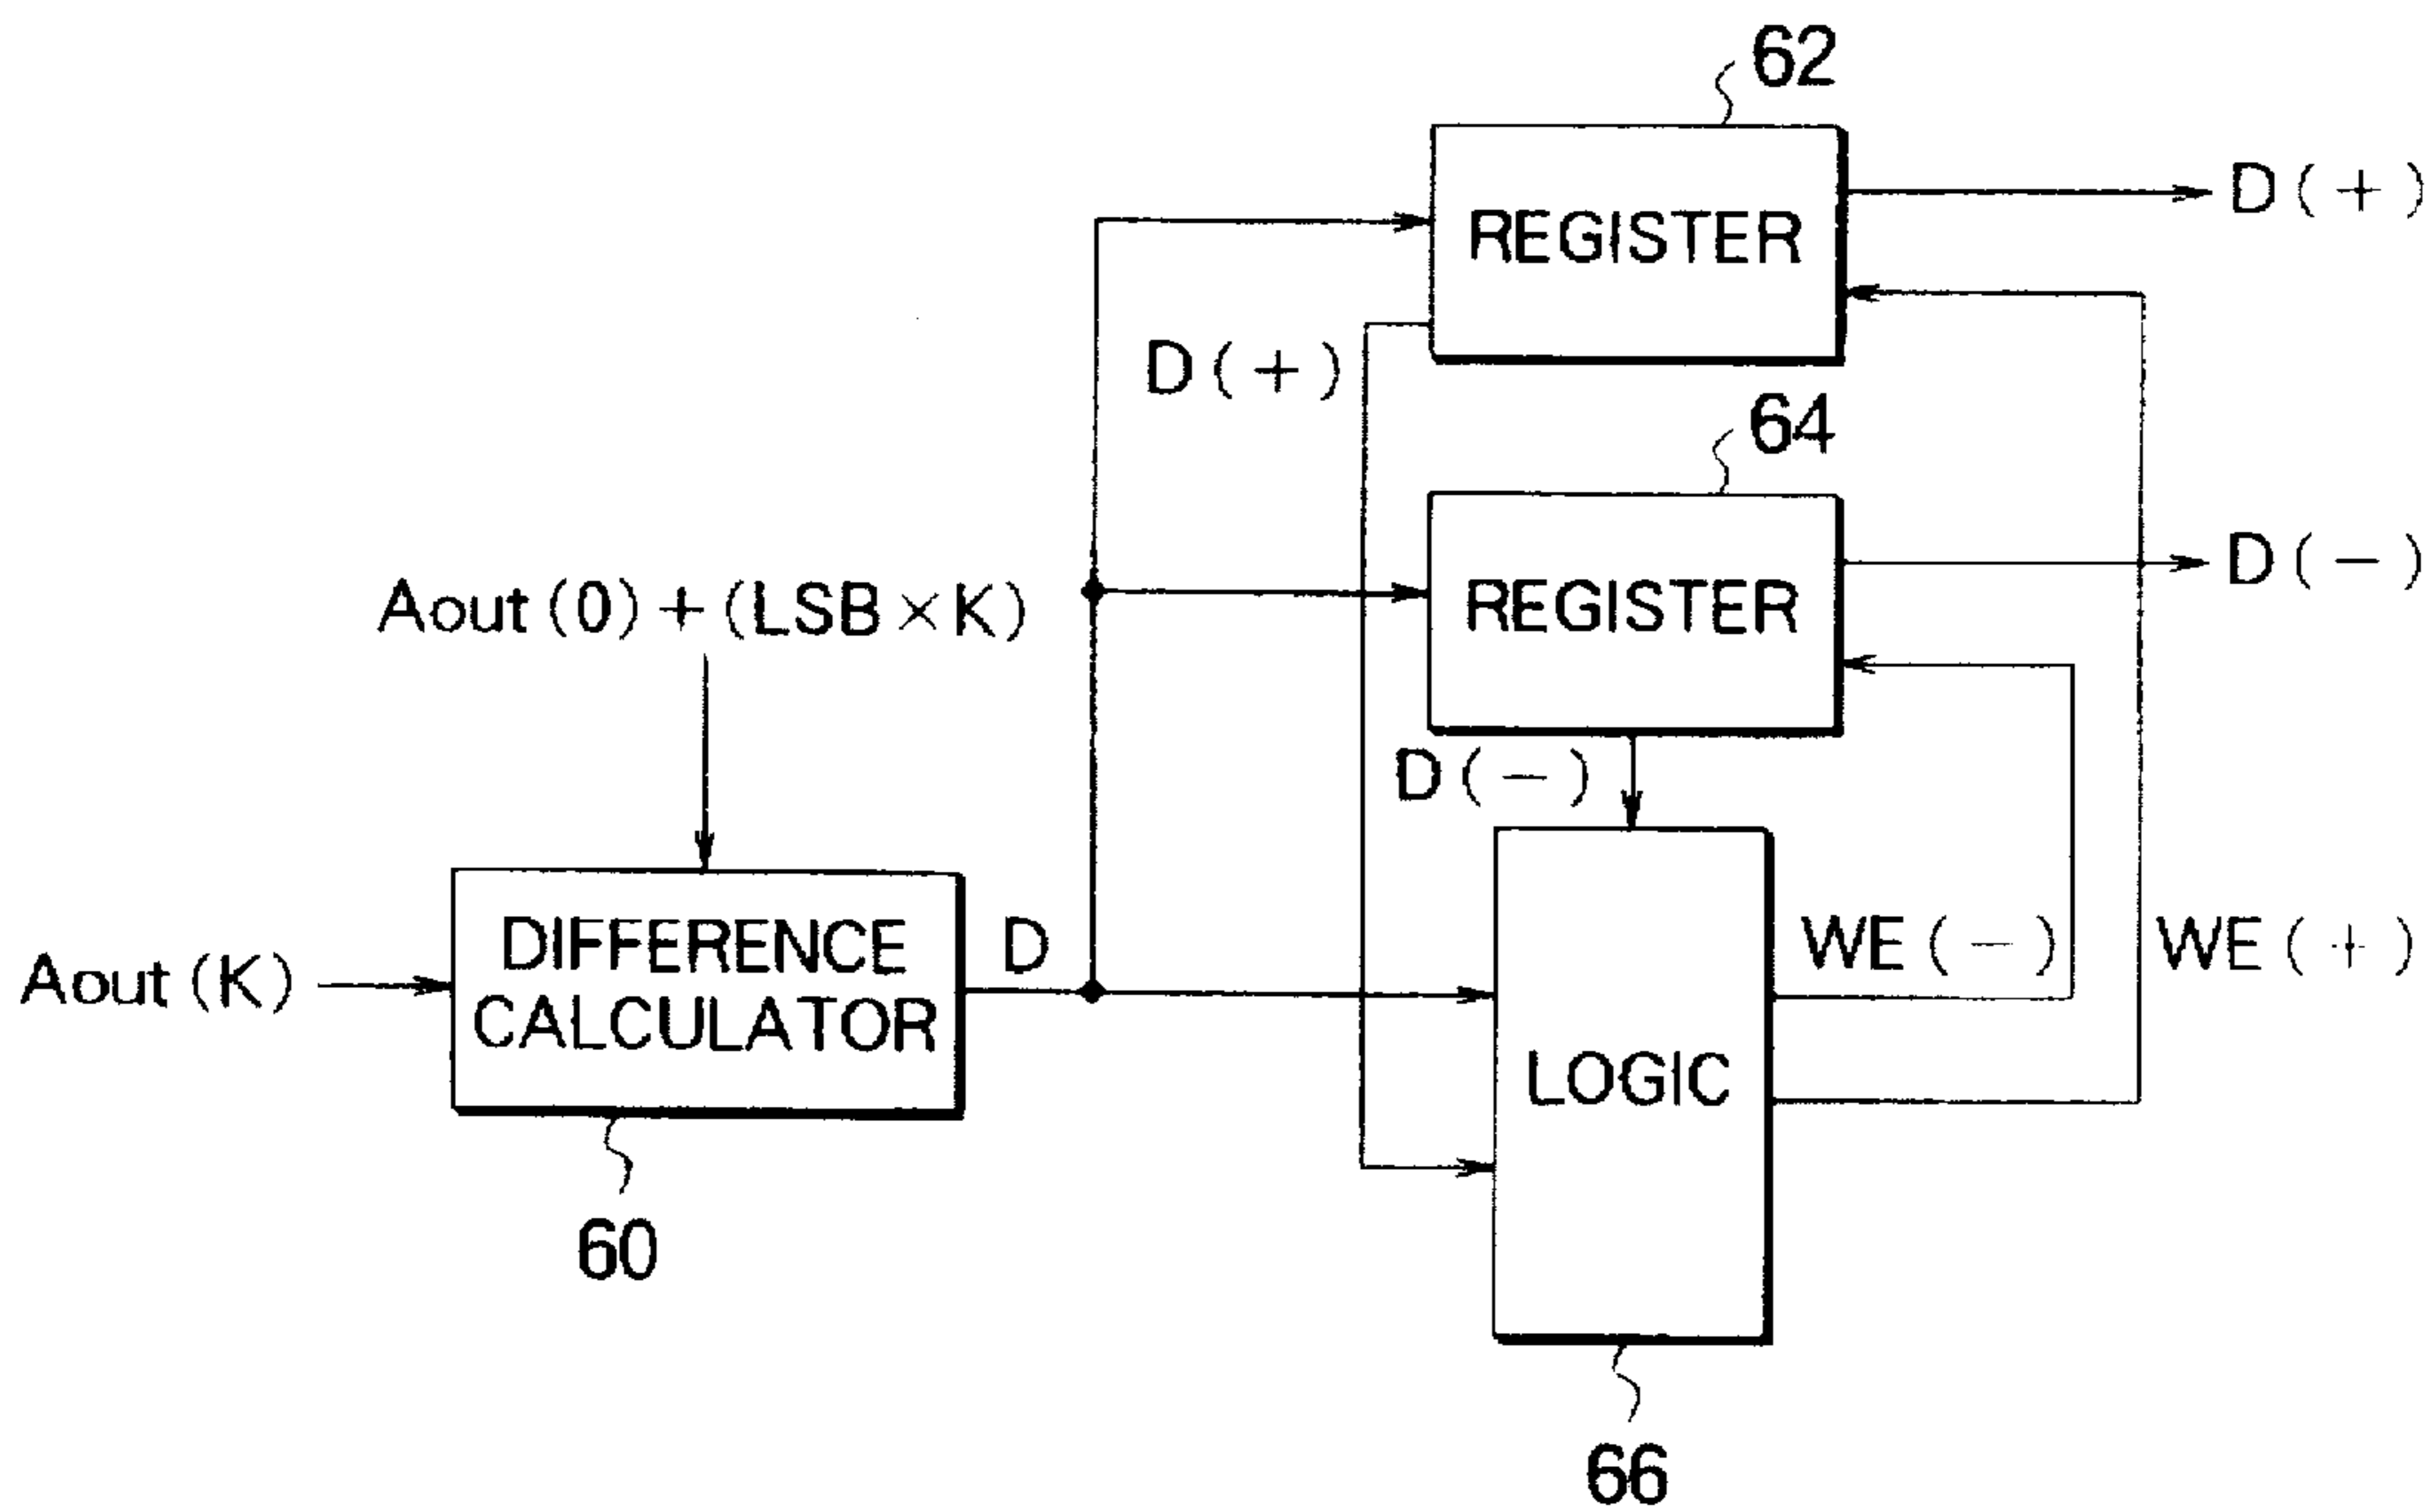 62
REGISTER
D(+)
D(+)
64
REGISTER
D(-)
Aout(0)+(LSB×K)
D(-)
Aout(K)
DIFFERENCE
CALCULATOR
D
LOGIC
WE(-)
WE(+)
60
66